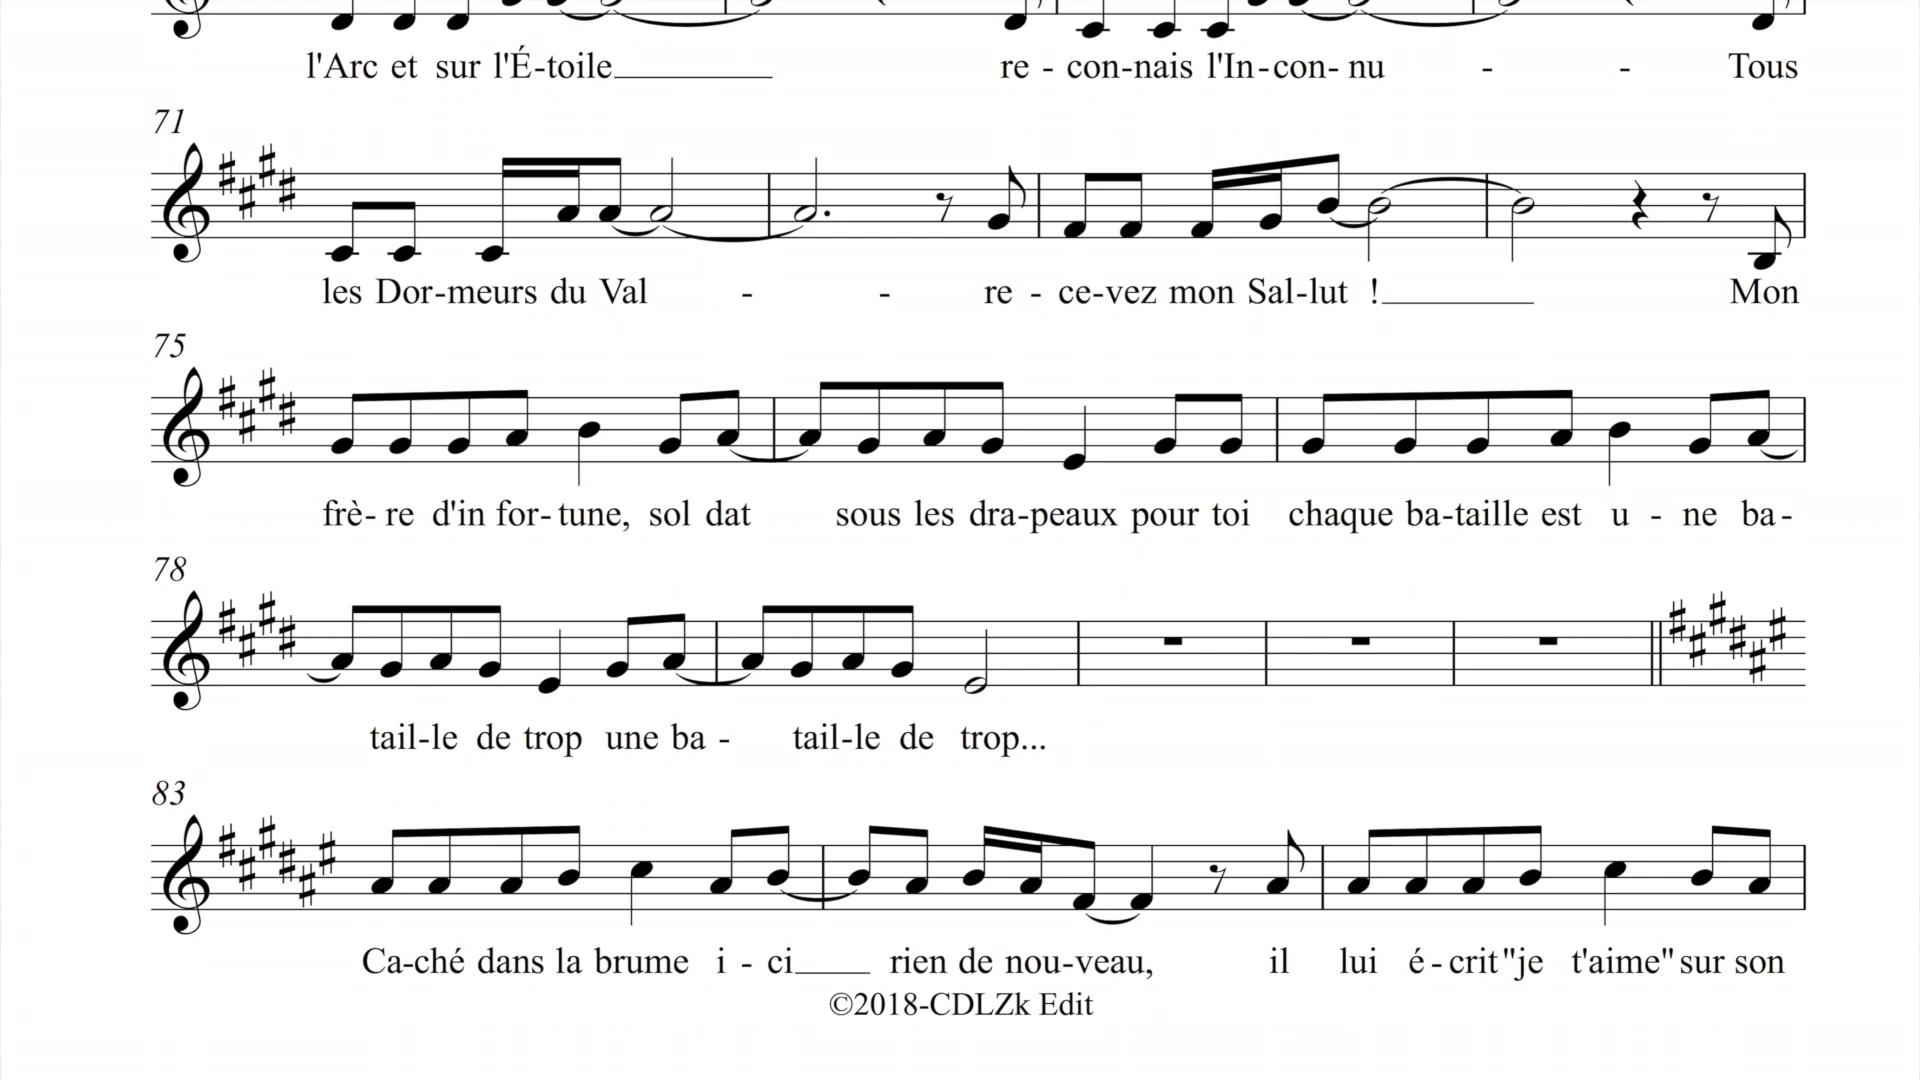 l'Arc et sur l'É-toile____ re - con-nais l'In-con-nu - - Tous
71
les Dor-meurs du Val - - re - ce-vez mon Sal-lut !____ Mon
75
frè-re d'in for-tune, sol dat sous les dra-peaux pour toi chaque ba-taille est u - ne ba-
78
tail-le de trop une ba - tail-le de trop...
83
Ca-ché dans la brume i - ci____ rien de nou-veau, il lui é-crit "je t'aime" sur son
©2018-CDLZk Edit